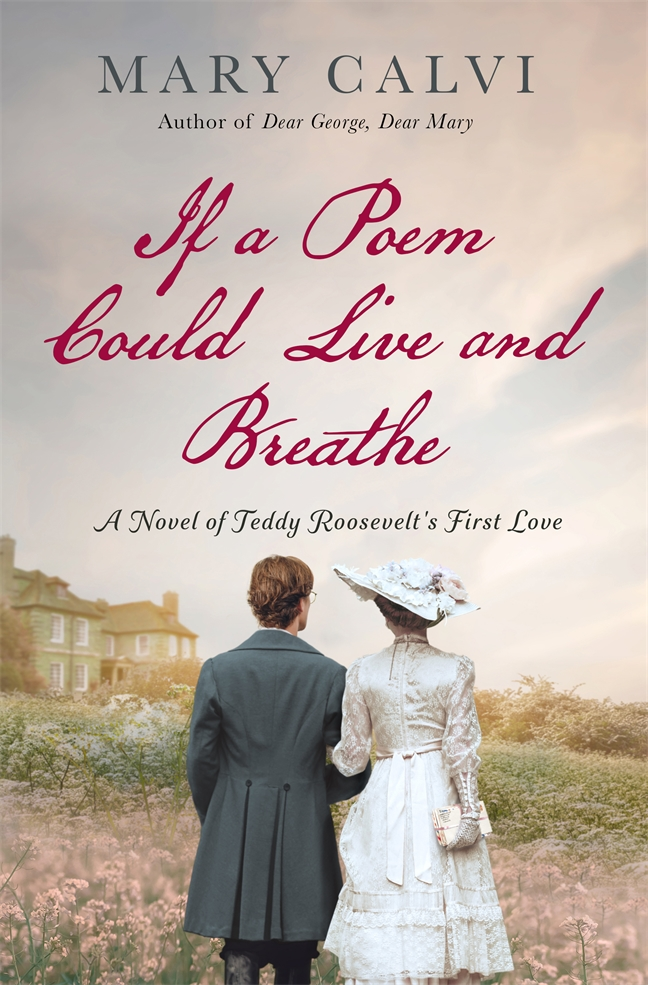 MARY CALVI
Author of Dear George, Dear Mary
If a Poem
Could Live and
Breathe
A Novel of Teddy Roosevelt's First Love